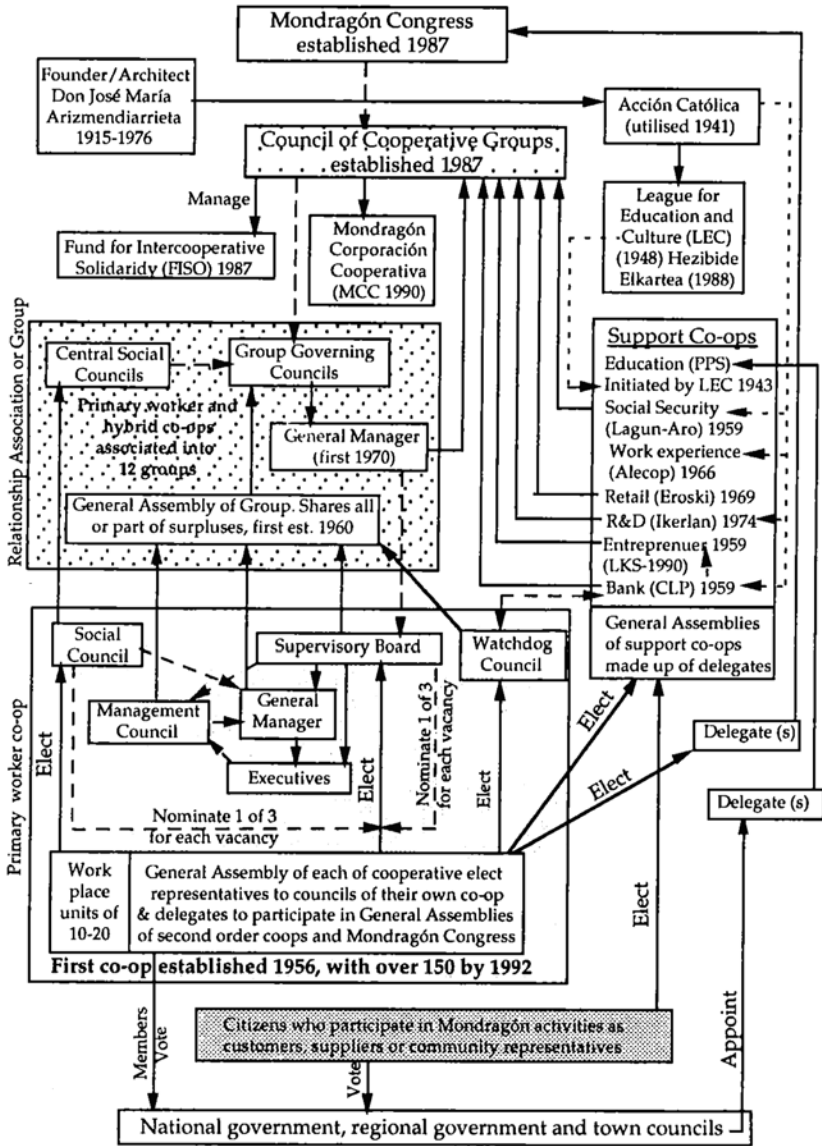 Mondragón Congress
established 1987
Founder/Architect
Don José María
Arizmendiarrieta
1915-1976
Acción Católica
(utilised 1941)
Council of Cooperative Groups
established 1987
Manage
Fund for Intercooperative
Solidaridy (FISO) 1987
Mondragón
Corporación
Cooperativa
(MCC 1990)
League for
Education and
Culture (LEC)
(1948) Hezibide
Elkartea (1988)
Relationship Association or Group
Central Social
Councils
Group Governing
Councils
Primary worker and
hybrid co-ops
associated into
12 groups
General Manager
(first 1970)
General Assembly of Group. Shares all
or part of surpluses, first est. 1960
Support Co-ops
Education (PPS)
Initiated by LEC 1943
Social Security
(Lagun-Aro) 1959
Work experience
(Alecop) 1966
Retail (Eroski) 1969
R&D (Ikerlan) 1974
Entreprenuer 1959
(LKS-1990)
Bank (CLP) 1959
General Assemblies
of support co-ops
made up of delegates
Primary worker co-op
Social
Council
Supervisory Board
Watchdog
Council
Management
Council
General
Manager
Executives
Elect
Elect
Elect
Elect
Elect
Elect
Nominate 1 of 3
for each vacancy
Nominate 1 of 3
for each vacancy
Delegate (s)
Delegate (s)
Work
place
units of
10-20
General Assembly of each of cooperative elect
representatives to councils of their own co-op
& delegates to participate in General Assemblies
of second order coops and Mondragón Congress
First co-op established 1956, with over 150 by 1992
Members
Vote
Citizens who participate in Mondragón activities as
customers, suppliers or community representatives
Vote
Appoint
National government, regional government and town councils